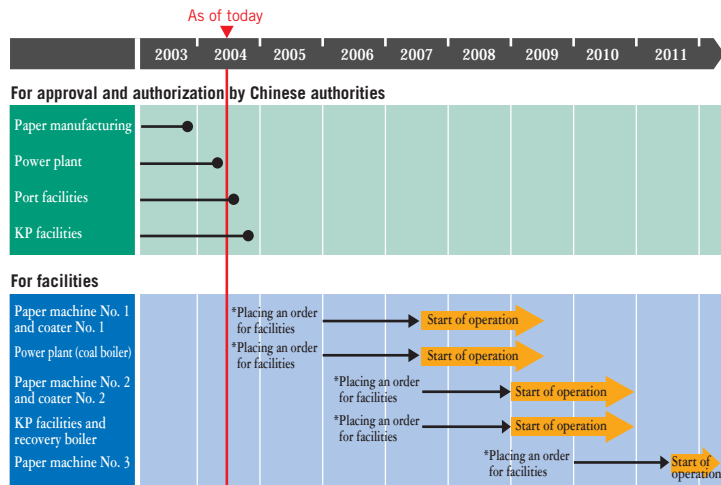 As of today
2003 2004 2005 2006 2007 2008 2009 2010 2011
For approval and authorization by Chinese authorities
Paper manufacturing
Power plant
Port facilities
KP facilities
For facilities
Paper machine No. 1
and coater No. 1
*Placing an order
for facilities
Start of operation
Power plant (coal boiler)
*Placing an order
for facilities
Start of operation
Paper machine No. 2
and coater No. 2
*Placing an order
for facilities
Start of operation
KP facilities and
recovery boiler
*Placing an order
for facilities
Start of operation
Paper machine No. 3
*Placing an order
for facilities
Start of
operation